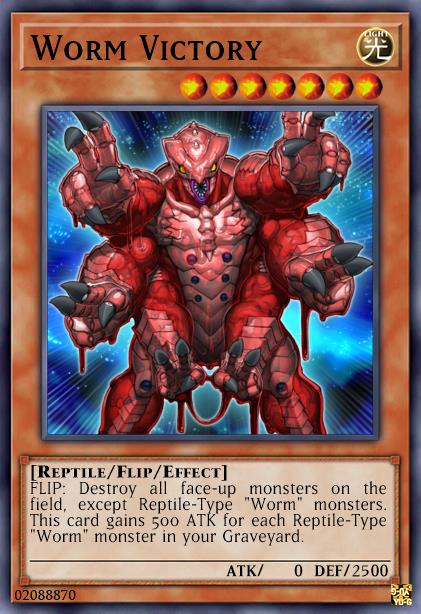 WORM VICTORY
LIGHT
光
[REPTILE/FLIP/EFFECT]
FLIP: Destroy all face-up monsters on the
field, except Reptile-Type "Worm" monsters.
This card gains 500 ATK for each Reptile-Type
"Worm" monster in your Graveyard.
ATK/ 0 DEF/2500
02088870